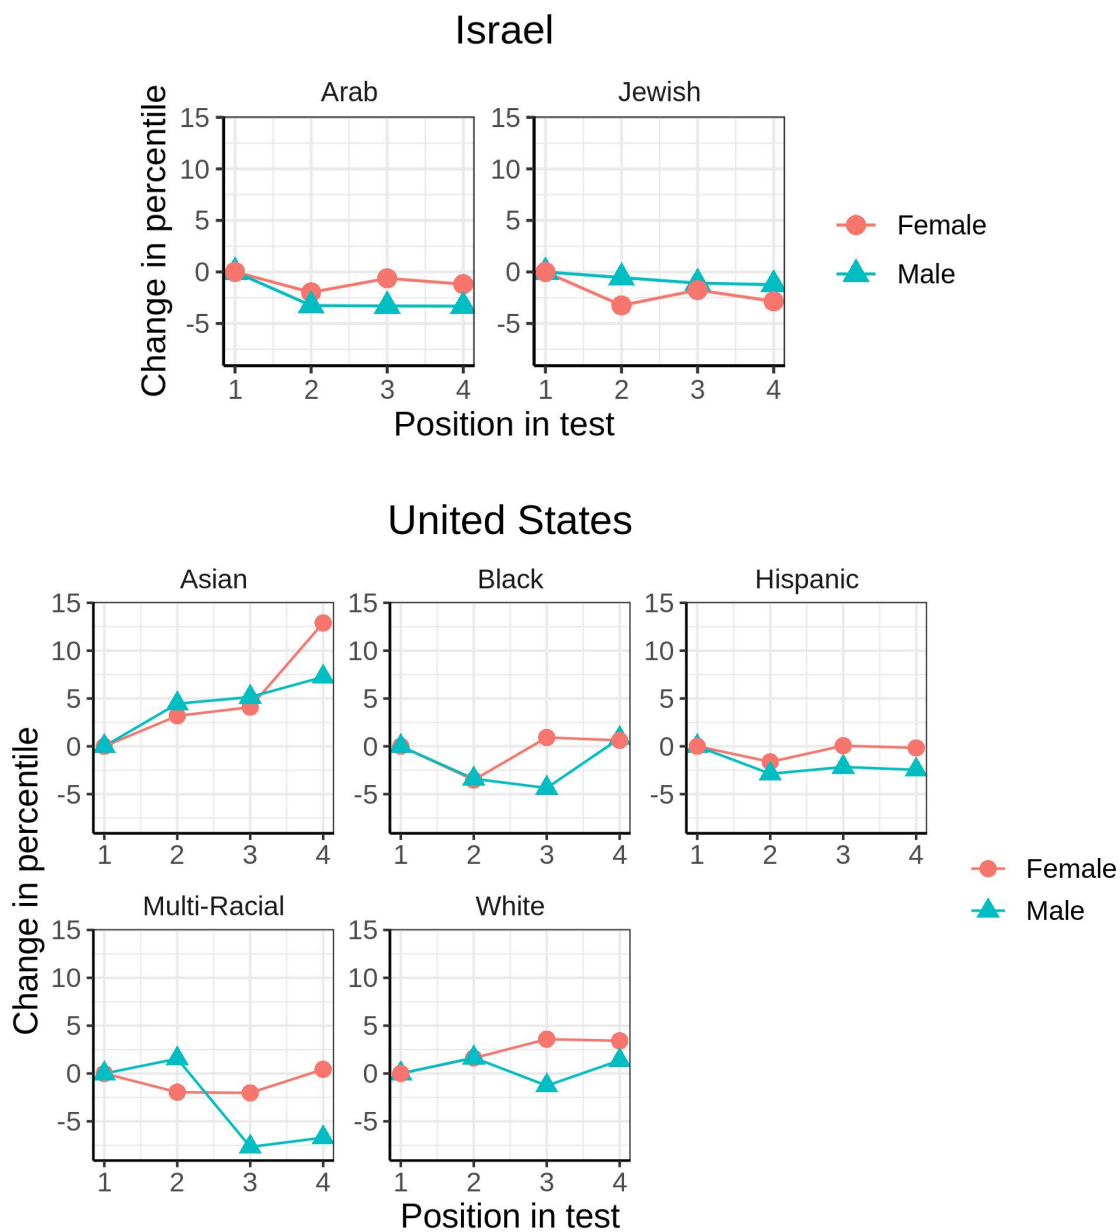 Israel
Change in percentile
Arab
Jewish
15
10
5
0
-5
15
10
5
0
-5
1 2 3 4
1 2 3 4
Position in test
Female
Male
United States
Change in percentile
Asian
Black
Hispanic
15
10
5
0
-5
15
10
5
0
-5
15
10
5
0
-5
1 2 3 4
1 2 3 4
1 2 3 4
Female
Male
Multi-Racial
White
15
10
5
0
-5
15
10
5
0
-5
1 2 3 4
1 2 3 4
Position in test